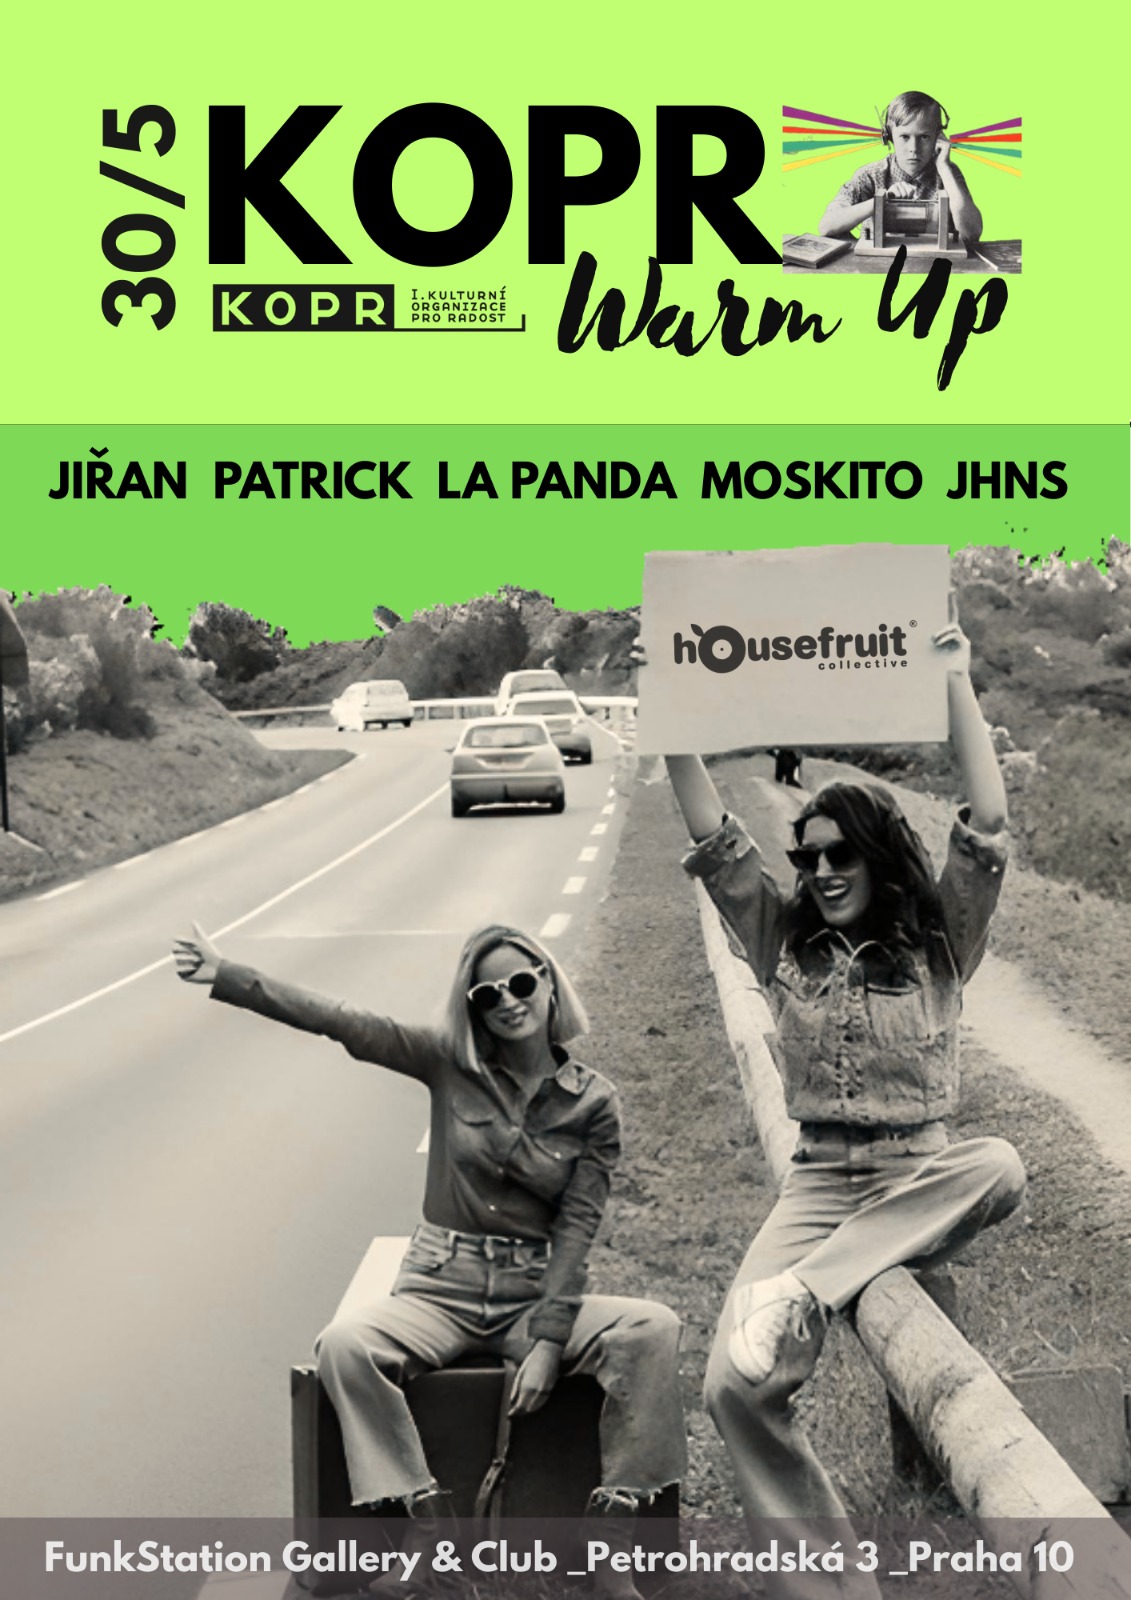 30/5
KOPR
KOPR
I.KULTURNÍ
ORGANIZACE
PRO RADOST
Warm Up
JIŘAN PATRICK LA PANDA MOSKITO JHNS
hOusefruit®
collective
FunkStation Gallery & Club _Petrohradská 3 _Praha 10